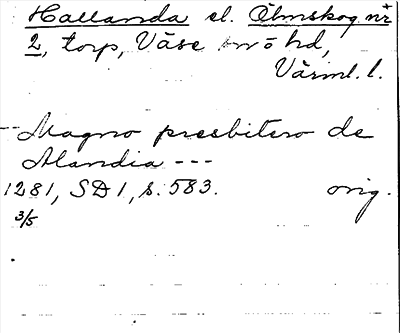 Hallanda el. Ölmskog nr
2, torp, Väse hd,
Värml. l.
-- Magno presbitero de
Alandia ---
1281, SD 1, s. 583. orig.
3/5